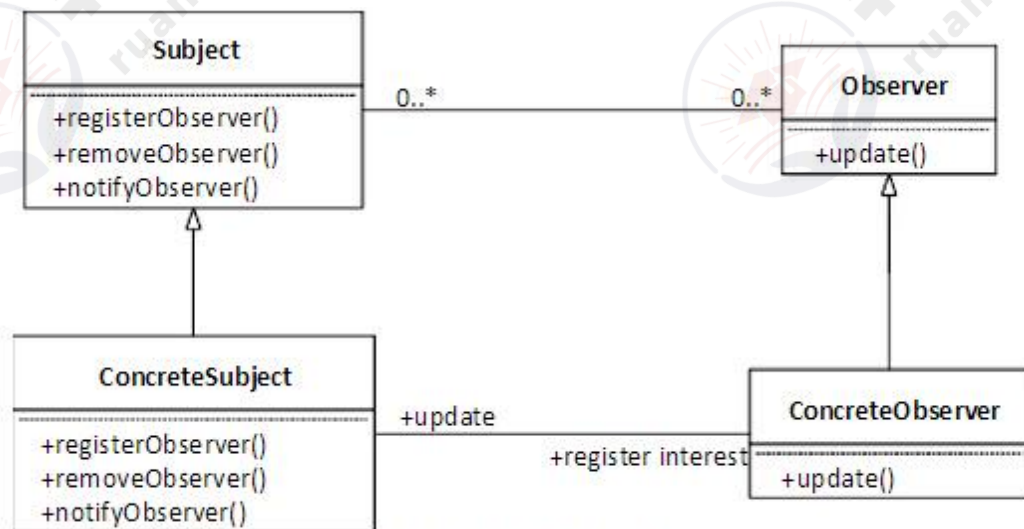 Subject
+registerObserver()
+removeObserver()
+notifyObserver()
0..*
0..*
Observer
+update()
ConcreteSubject
+registerObserver()
+removeObserver()
+notifyObserver()
+update
+register interest
ConcreteObserver
+update()